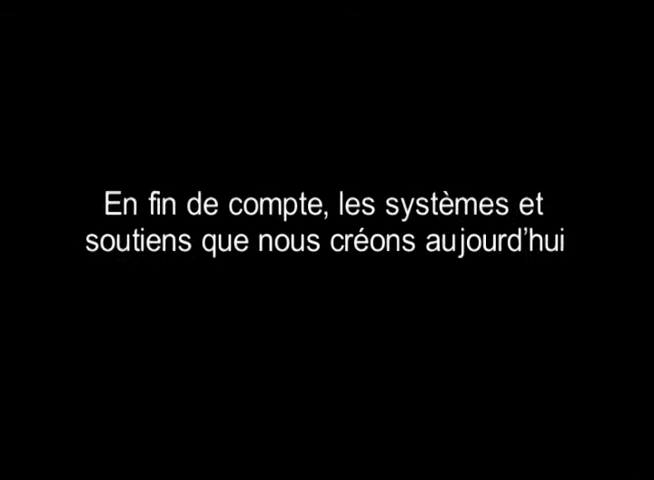 En fin de compte, les systèmes et
soutiens que nous créons aujourd’hui